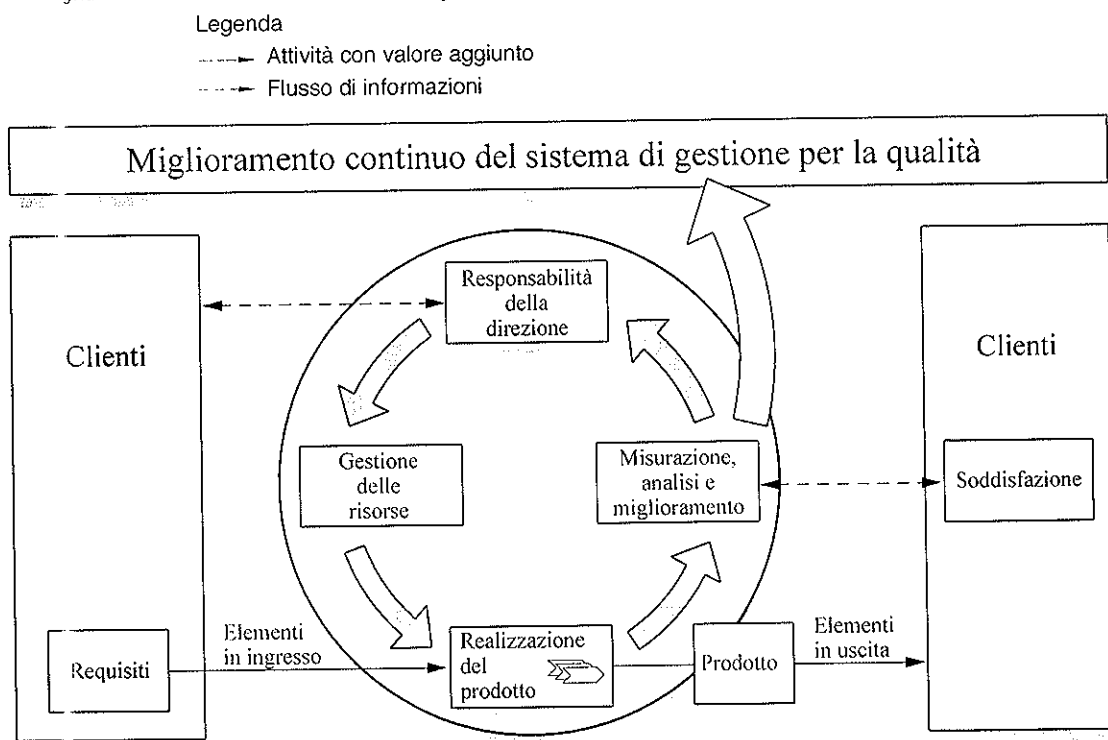 Legenda
Attività con valore aggiunto
Flusso di informazioni
Miglioramento continuo del sistema di gestione per la qualità
Clienti
Responsabilità
della
direzione
Clienti
Gestione
delle
risorse
Misurazione,
analisi e
miglioramento
Soddisfazione
Requisiti
Elementi
in ingresso
Realizzazione
del
prodotto
Prodotto
Elementi
in uscita